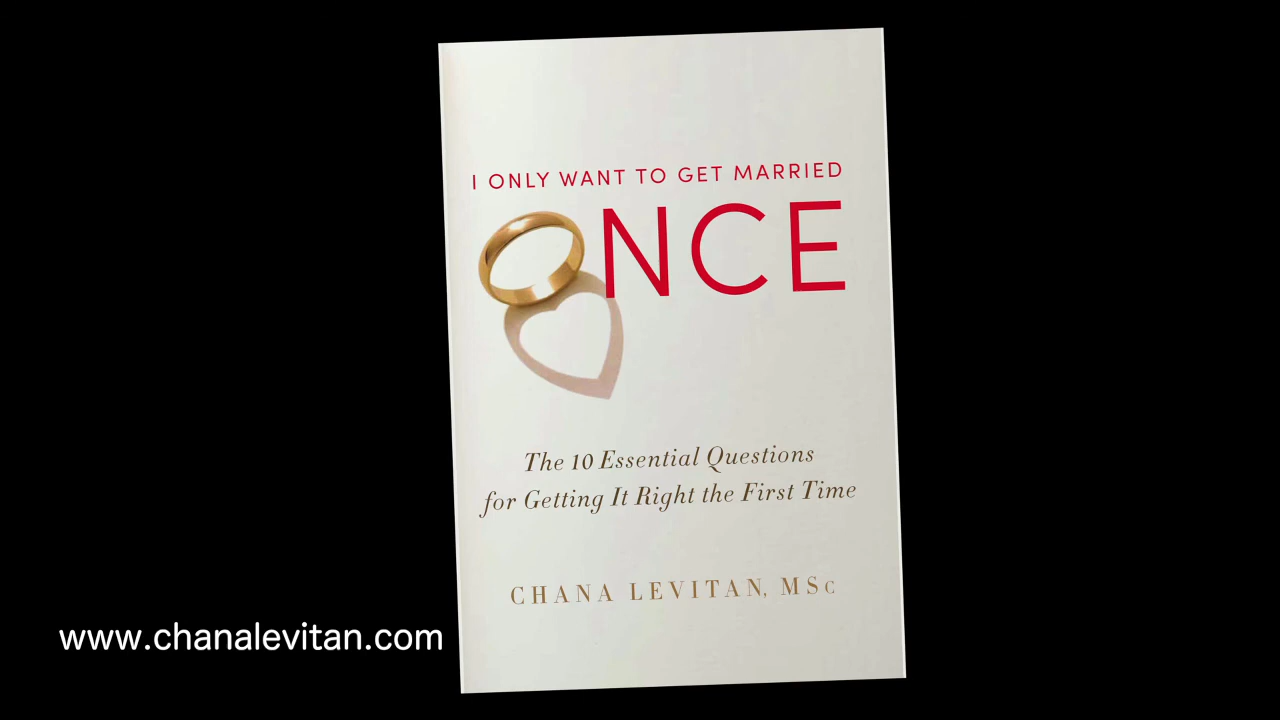 I ONLY WANT TO GET MARRIED
ONCE
The 10 Essential Questions
for Getting It Right the First Time
CHANA LEVITAN, MSc
www.chanalevitan.com